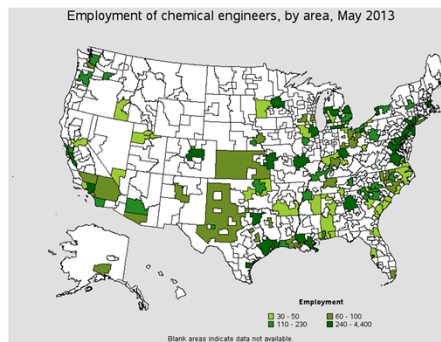 Employment of chemical engineers, by area, May 2013
Employment
30 - 50 60 - 100
110 - 230 240 - 4,400
Blank areas indicate data not available.